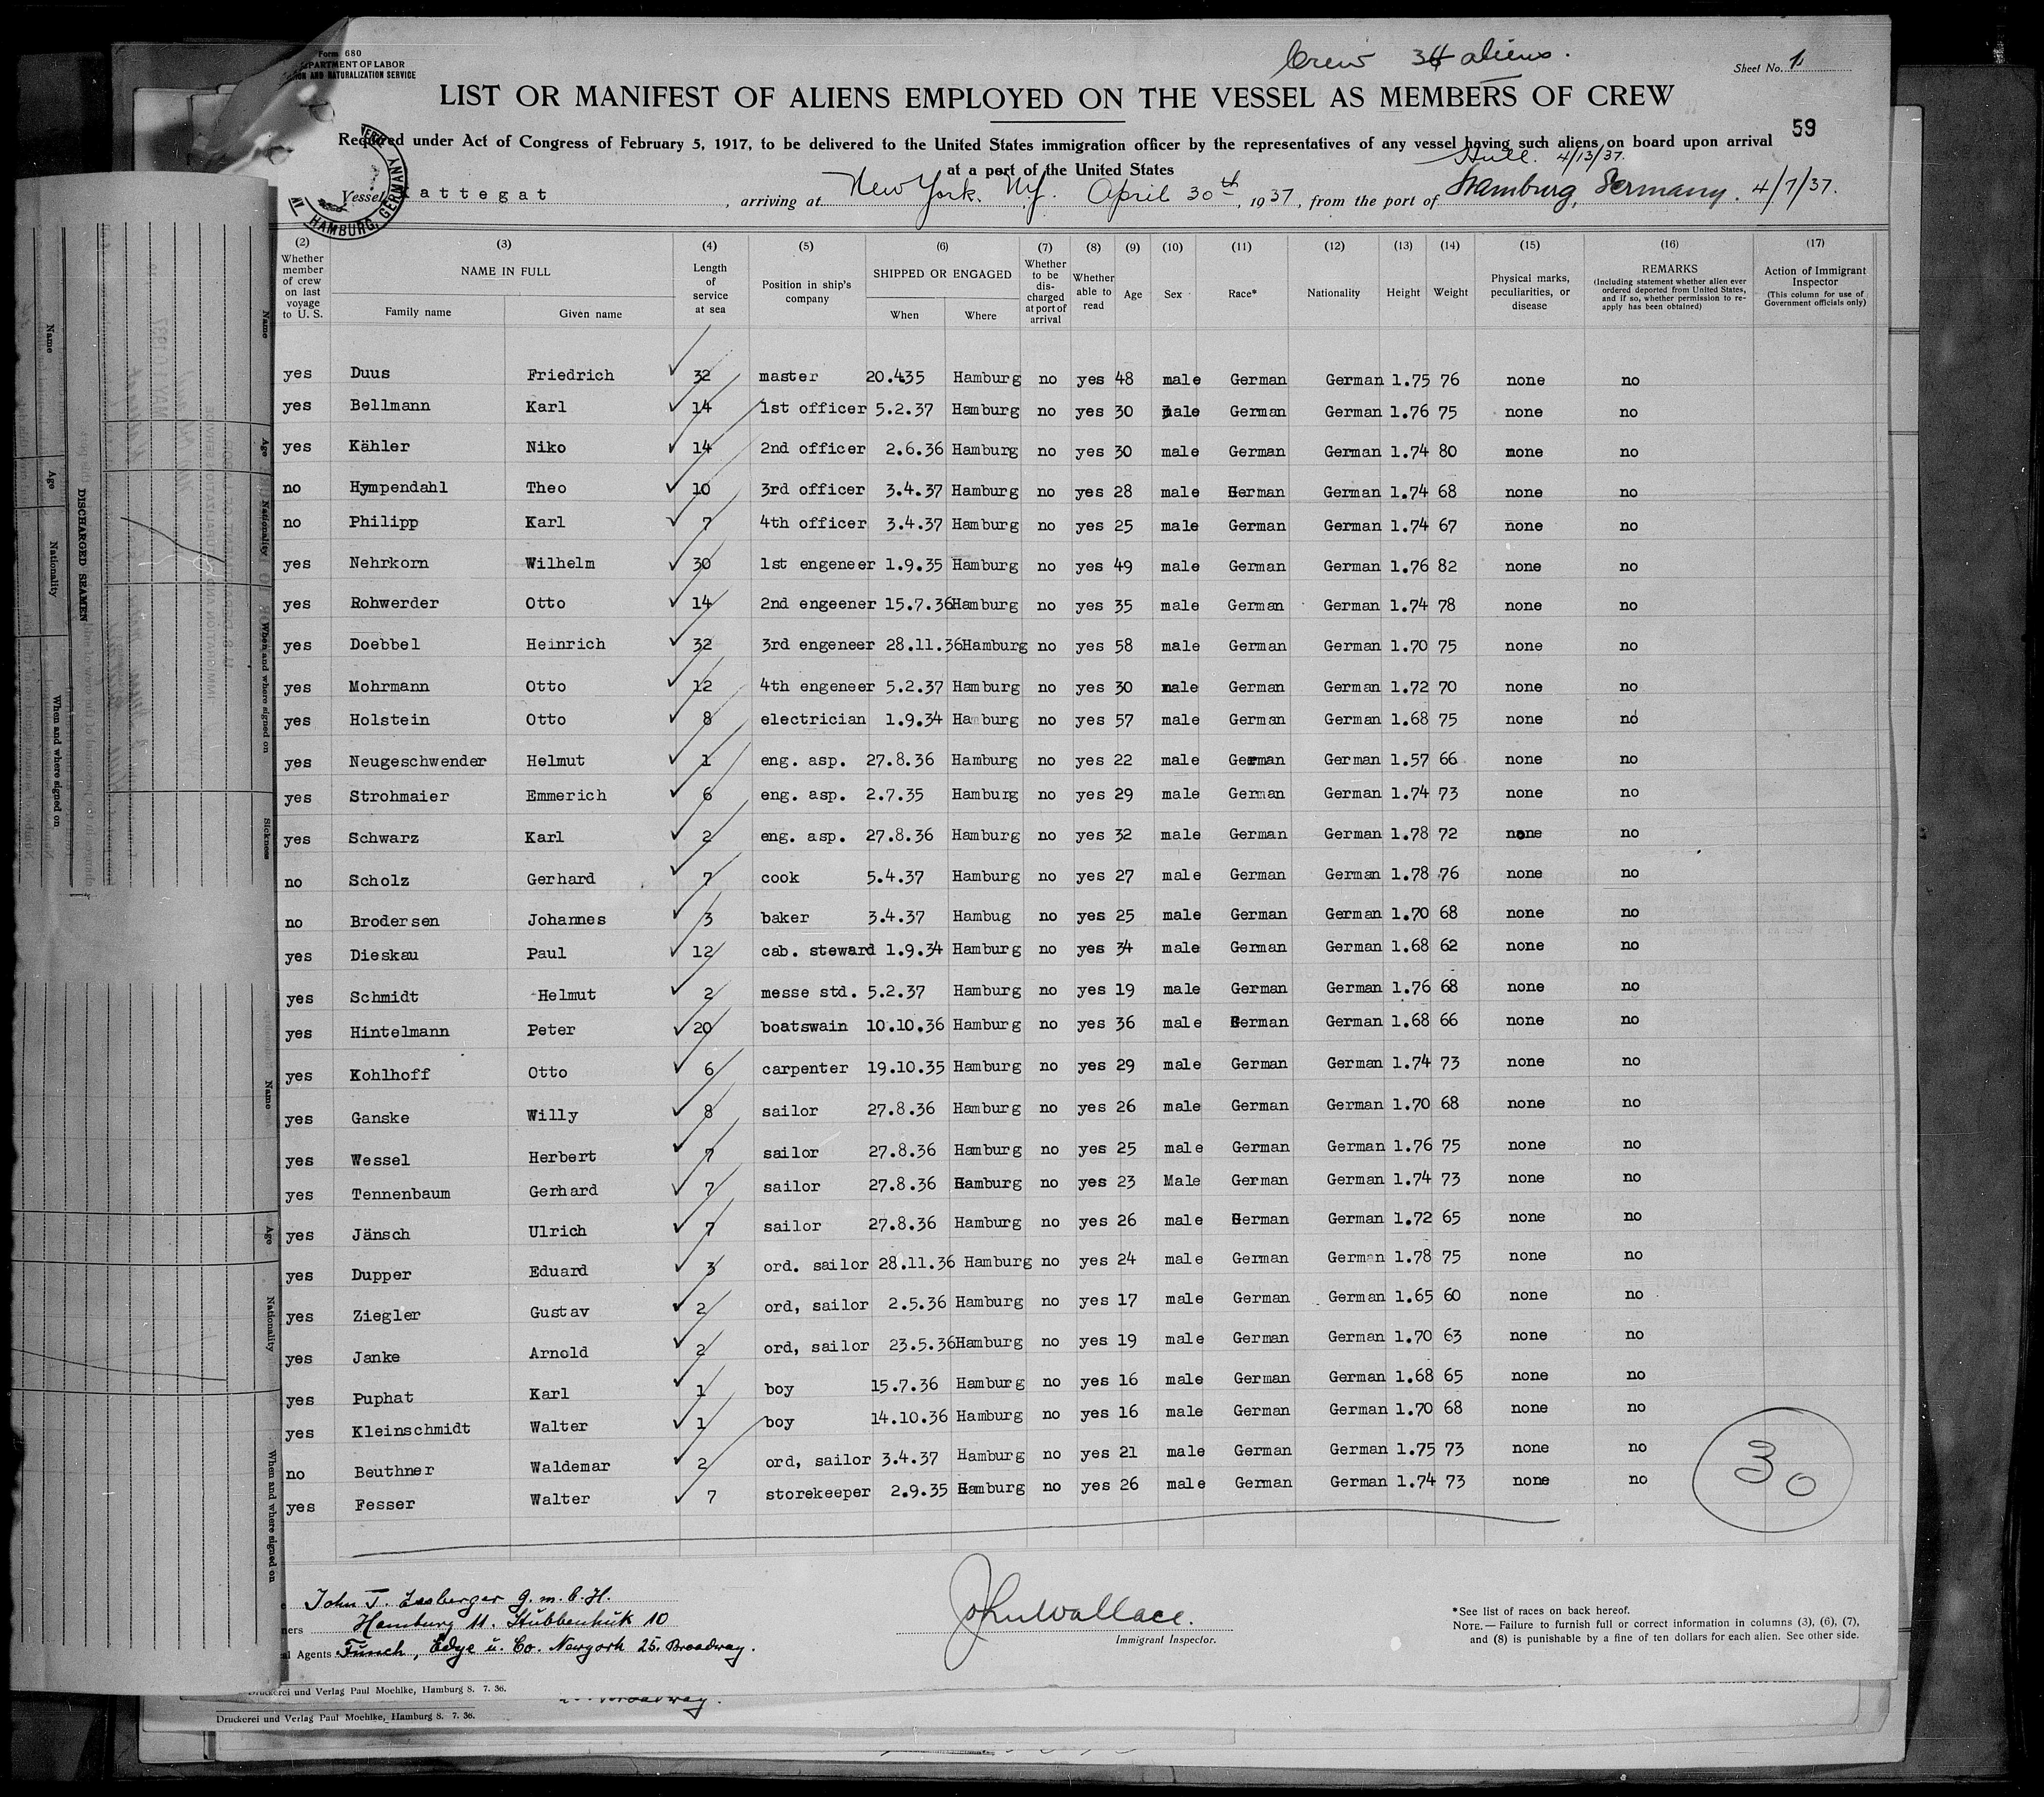 Form 680
PARTMENT OF LABOR
ION AND NATURALIZATION SERVICE
Crew 34 aliens.
Sheet No. 1
LIST OR MANIFEST OF ALIENS EMPLOYED ON THE VESSEL AS MEMBERS OF CREW
59
Required under Act of Congress of February 5, 1917, to be delivered to the United States immigration officer by the representatives of any vessel having such aliens on board upon arrival
at a port of the United States
Hull. 4/13/37.
Vessel Kattegat, arriving at New York. N.Y. April 30th, 1937, from the port of Hamburg, Germany. 4/7/37.
HAMBURG, GERMANY
(2) (3) (4) (5) (6) (7) (8) (9) (10) (11) (12) (13) (14) (15) (16) (17)
Whether member of crew on last voyage to U. S.
NAME IN FULL
Family name
Given name
Length of service at sea
Position in ship's company
SHIPPED OR ENGAGED
When
Where
Whether to be discharged at port of arrival
Whether able to read
Age
Sex
Race*
Nationality
Height
Weight
Physical marks, peculiarities, or disease
REMARKS
(Including statement whether alien ever ordered deported from United States, and if so, whether permission to re-apply has been obtained)
Action of Immigrant Inspector
(This column for use of Government officials only)
yes Duus Friedrich 32 master 20.435 Hamburg no yes 48 male German German 1.75 76 none no
yes Bellmann Karl 14 1st officer 5.2.37 Hamburg no yes 30 male German German 1.76 75 none no
yes Kähler Niko 14 2nd officer 2.6.36 Hamburg no yes 30 male German German 1.74 80 none no
no Hympendahl Theo 10 3rd officer 3.4.37 Hamburg no yes 28 male German German 1.74 68 none no
no Philipp Karl 7 4th officer 3.4.37 Hamburg no yes 25 male German German 1.74 67 none no
yes Nehrkorn Wilhelm 30 1st engeneer 1.9.35 Hamburg no yes 49 male German German 1.76 82 none no
yes Rohwerder Otto 14 2nd engeener 15.7.36 Hamburg no yes 35 male German German 1.74 78 none no
yes Doebbel Heinrich 32 3rd engeneer 28.11.36 Hamburg no yes 58 male German German 1.70 75 none no
yes Mohrmann Otto 12 4th engeneer 5.2.37 Hamburg no yes 30 male German German 1.72 70 none no
yes Holstein Otto 8 electrician 1.9.34 Hamburg no yes 57 male German German 1.68 75 none no
yes Neugeschwender Helmut 1 eng. asp. 27.8.36 Hamburg no yes 22 male German German 1.57 66 none no
yes Strohmaier Emmerich 6 eng. asp. 2.7.35 Hamburg no yes 29 male German German 1.74 73 none no
yes Schwarz Karl 2 eng. asp. 27.8.36 Hamburg no yes 32 male German German 1.78 72 none no
no Scholz Gerhard 7 cook 5.4.37 Hamburg no yes 27 male German German 1.78 76 none no
no Brodersen Johannes 3 baker 3.4.37 Hambug no yes 25 male German German 1.70 68 none no
yes Dieskau Paul 12 cab. steward 1.9.34 Hamburg no yes 34 male German German 1.68 62 none no
yes Schmidt Helmut 2 messe std. 5.2.37 Hamburg no yes 19 male German German 1.76 68 none no
yes Hintelmann Peter 20 boatswain 10.10.36 Hamburg no yes 36 male German German 1.68 66 none no
yes Kohlhoff Otto 6 carpenter 19.10.35 Hamburg no yes 29 male German German 1.74 73 none no
yes Ganske Willy 8 sailor 27.8.36 Hamburg no yes 26 male German German 1.70 68 none no
yes Wessel Herbert 7 sailor 27.8.36 Hamburg no yes 25 male German German 1.76 75 none no
yes Tennenbaum Gerhard 7 sailor 27.8.36 Hamburg no yes 23 Male German German 1.74 73 none no
yes Jänsch Ulrich 7 sailor 27.8.36 Hamburg no yes 26 male German German 1.72 65 none no
yes Dupper Eduard 3 ord. sailor 28.11.36 Hamburg no yes 24 male German German 1.78 75 none no
yes Ziegler Gustav 2 ord, sailor 2.5.36 Hamburg no yes 17 male German German 1.65 60 none no
yes Janke Arnold 2 ord, sailor 23.5.36 Hamburg no yes 19 male German German 1.70 63 none no
yes Puphat Karl 1 boy 15.7.36 Hamburg no yes 16 male German German 1.68 65 none no
yes Kleinschmidt Walter 1 boy 14.10.36 Hamburg no yes 16 male German German 1.70 68 none no
no Beuthner Waldemar 2 ord, sailor 3.4.37 Hamburg no yes 21 male German German 1.75 73 none no
yes Fesser Walter 7 storekeeper 2.9.35 Hamburg no yes 26 male German German 1.74 73 none no
30
John T. Essberger G.m.b.H.
ners Hamburg 11. Stubbenhuk 10
al Agents Funch, Edye u. Co. Newyork 25. Broadway.
John Wallace.
Immigrant Inspector.
*See list of races on back hereof.
NOTE.—Failure to furnish full or correct information in columns (3), (6), (7),
and (8) is punishable by a fine of ten dollars for each alien. See other side.
Druckerei und Verlag Paul Moehlke, Hamburg 8. 7. 36.
Broadway.
Druckerei und Verlag Paul Moehlke, Hamburg 8. 7. 36.
DISCHARGED SEAMEN
Name
Age
Nationality
When and where signed on
Name
Age
Nationality
When and where signed on
Sickness
Name
Age
Nationality
When and where signed on